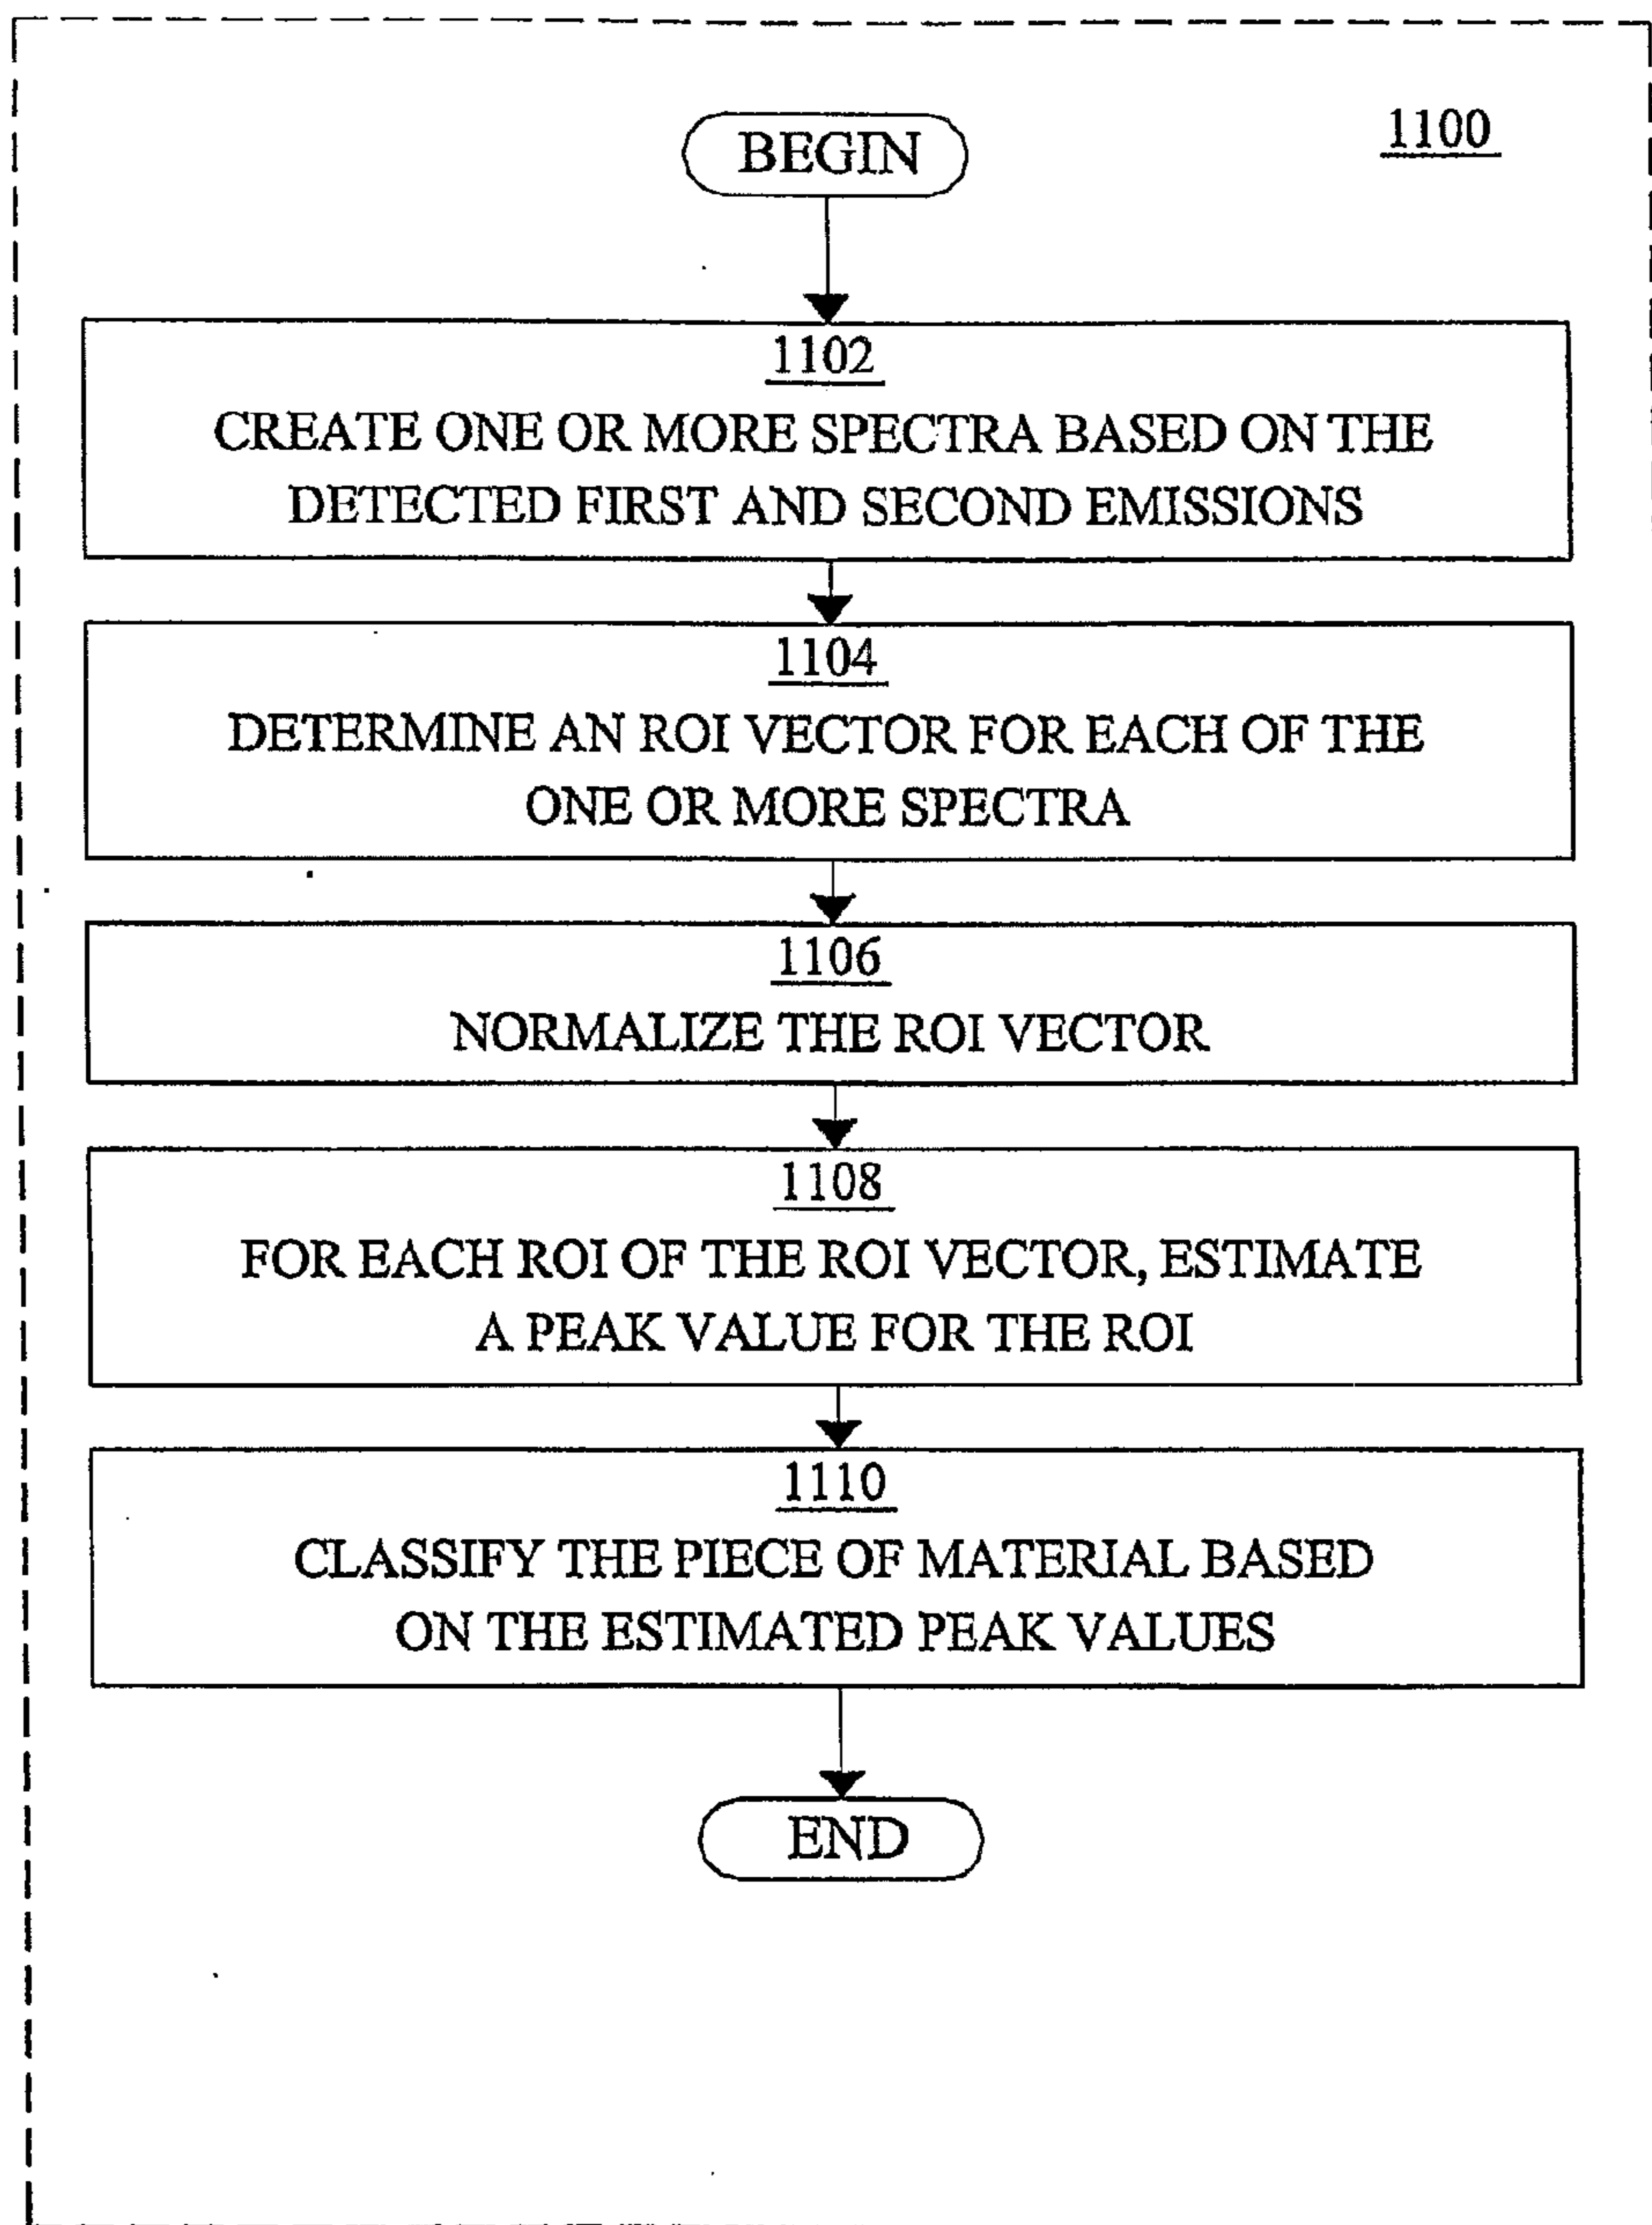 1100
BEGIN
1102
CREATE ONE OR MORE SPECTRA BASED ON THE
DETECTED FIRST AND SECOND EMISSIONS
1104
DETERMINE AN ROI VECTOR FOR EACH OF THE
ONE OR MORE SPECTRA
1106
NORMALIZE THE ROI VECTOR
1108
FOR EACH ROI OF THE ROI VECTOR, ESTIMATE
A PEAK VALUE FOR THE ROI
1110
CLASSIFY THE PIECE OF MATERIAL BASED
ON THE ESTIMATED PEAK VALUES
END